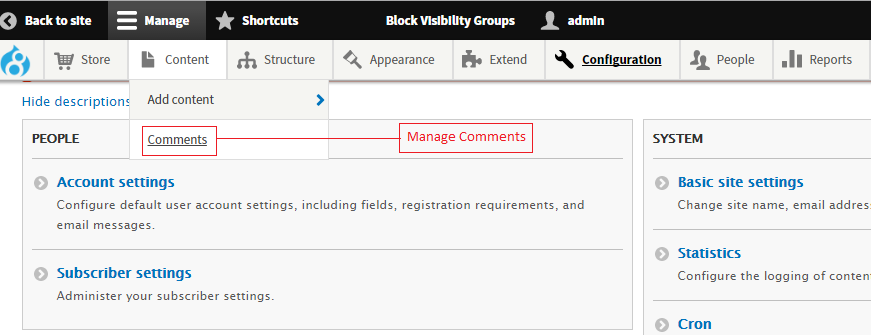 Back to site Manage Shortcuts Block Visibility Groups admin
Store Content Structure Appearance Extend Configuration People Reports
Hide descriptions
Add content
Comments
Manage Comments
PEOPLE
Account settings
Configure default user account settings, including fields, registration requirements, and
email messages.
Subscriber settings
Administer your subscriber settings.
SYSTEM
Basic site settings
Change site name, email addres
Statistics
Configure the logging of conten
Cron